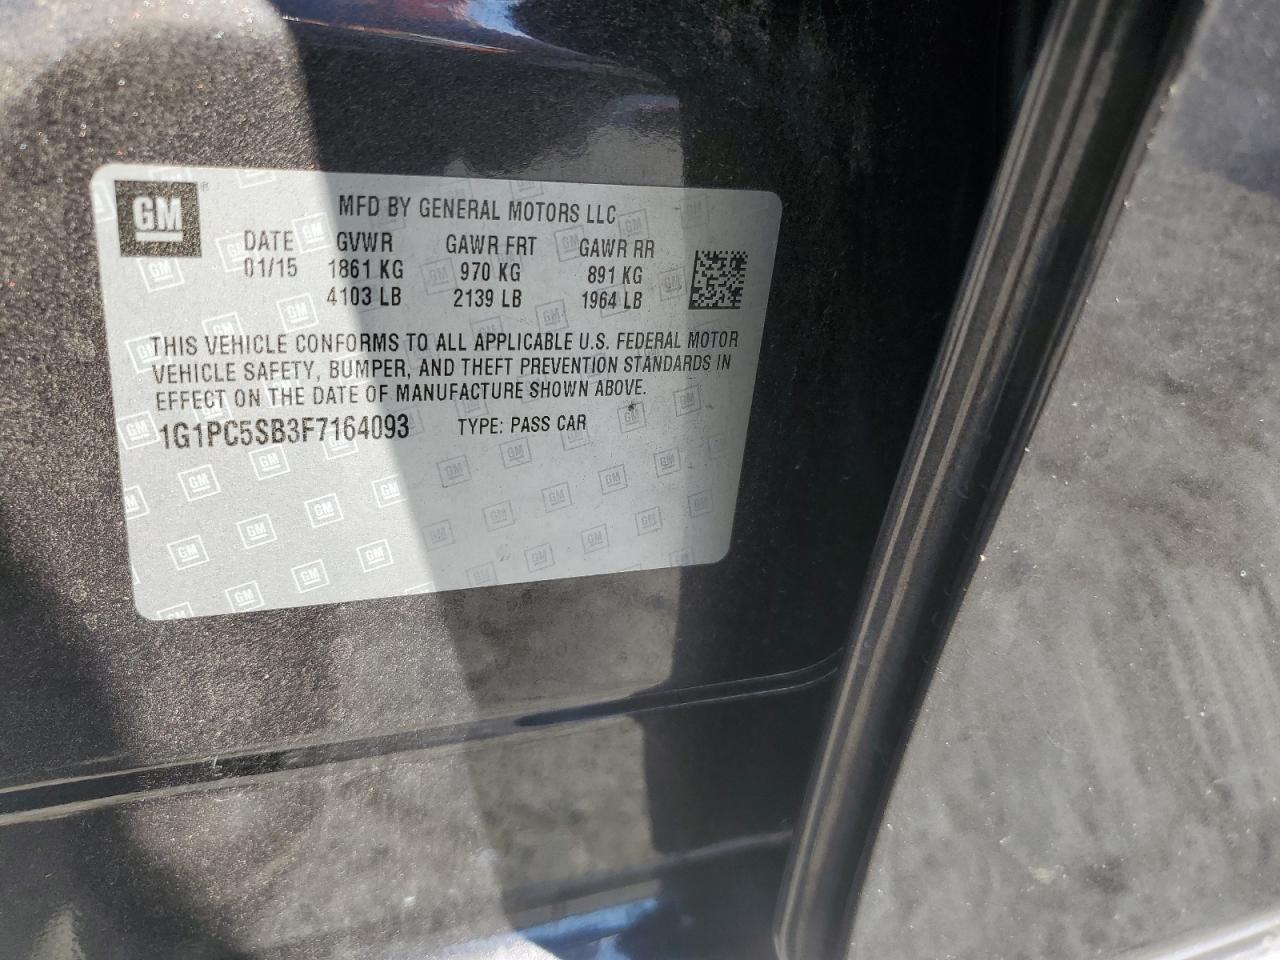 GM
MFD BY GENERAL MOTORS LLC
DATE GVWR GAWR FRT GAWR RR
01/15 1861 KG 970 KG 891 KG
4103 LB 2139 LB 1964 LB
THIS VEHICLE CONFORMS TO ALL APPLICABLE U.S. FEDERAL MOTOR
VEHICLE SAFETY, BUMPER, AND THEFT PREVENTION STANDARDS IN
EFFECT ON THE DATE OF MANUFACTURE SHOWN ABOVE.
1G1PC5SB3F7164093 TYPE: PASS CAR